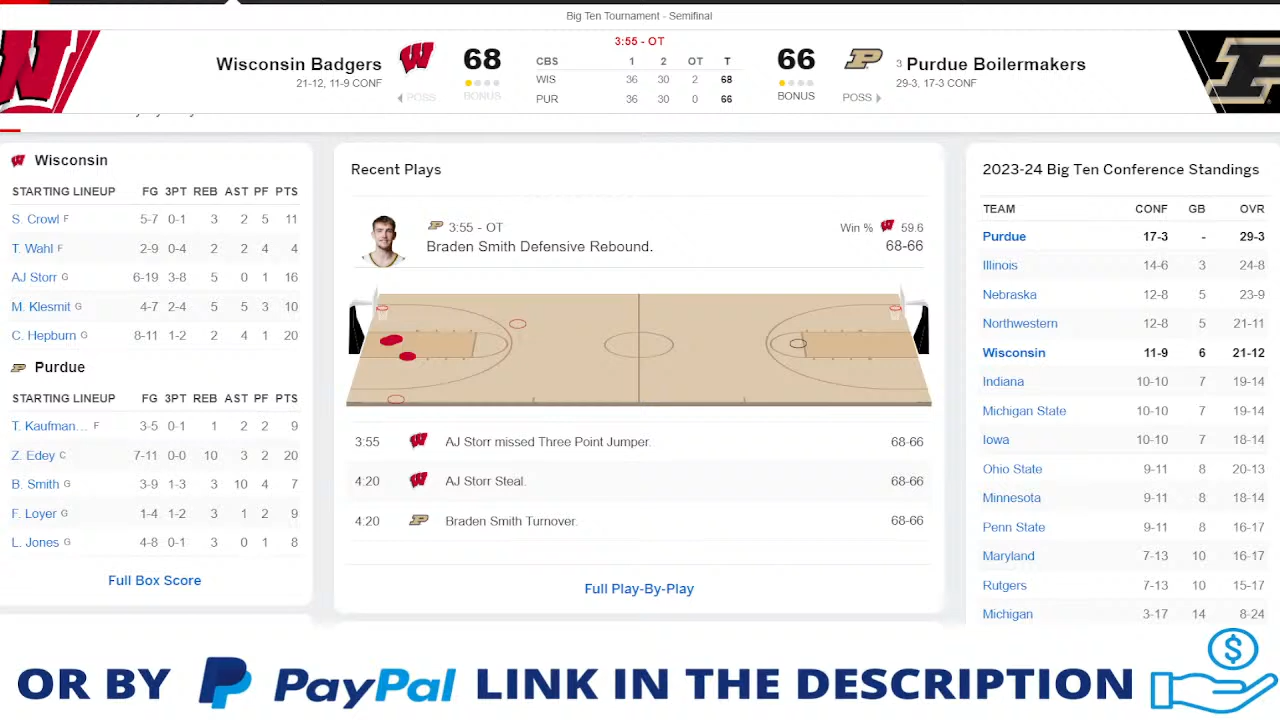 Big Ten Tournament - Semifinal
Wisconsin Badgers
21-12, 11-9 CONF
68
POSS
BONUS
3:55 - OT
CBS 1 2 OT T
WIS 36 30 2 68
PUR 36 30 0 66
66
BONUS
POSS
3 Purdue Boilermakers
29-3, 17-3 CONF
Wisconsin
STARTING LINEUP FG 3PT REB AST PF PTS
S. Crowl F 5-7 0-1 3 2 5 11
T. Wahl F 2-9 0-4 2 2 4 4
AJ Storr G 6-19 3-8 5 0 1 16
M. Klesmit G 4-7 2-4 5 5 3 10
C. Hepburn G 8-11 1-2 2 4 1 20
Purdue
STARTING LINEUP FG 3PT REB AST PF PTS
T. Kaufman... F 3-5 0-1 1 2 2 9
Z. Edey C 7-11 0-0 10 3 2 20
B. Smith G 3-9 1-3 3 10 4 7
F. Loyer G 1-4 1-2 3 1 2 9
L. Jones G 4-8 0-1 3 0 1 8
Full Box Score
Recent Plays
3:55 - OT
Braden Smith Defensive Rebound.
Win % 59.6
68-66
3:55 AJ Storr missed Three Point Jumper. 68-66
4:20 AJ Storr Steal. 68-66
4:20 Braden Smith Turnover. 68-66
Full Play-By-Play
2023-24 Big Ten Conference Standings
TEAM CONF GB OVR
Purdue 17-3 - 29-3
Illinois 14-6 3 24-8
Nebraska 12-8 5 23-9
Northwestern 12-8 5 21-11
Wisconsin 11-9 6 21-12
Indiana 10-10 7 19-14
Michigan State 10-10 7 19-14
Iowa 10-10 7 18-14
Ohio State 9-11 8 20-13
Minnesota 9-11 8 18-14
Penn State 9-11 8 16-17
Maryland 7-13 10 16-17
Rutgers 7-13 10 15-17
Michigan 3-17 14 8-24
OR BY PayPal LINK IN THE DESCRIPTION